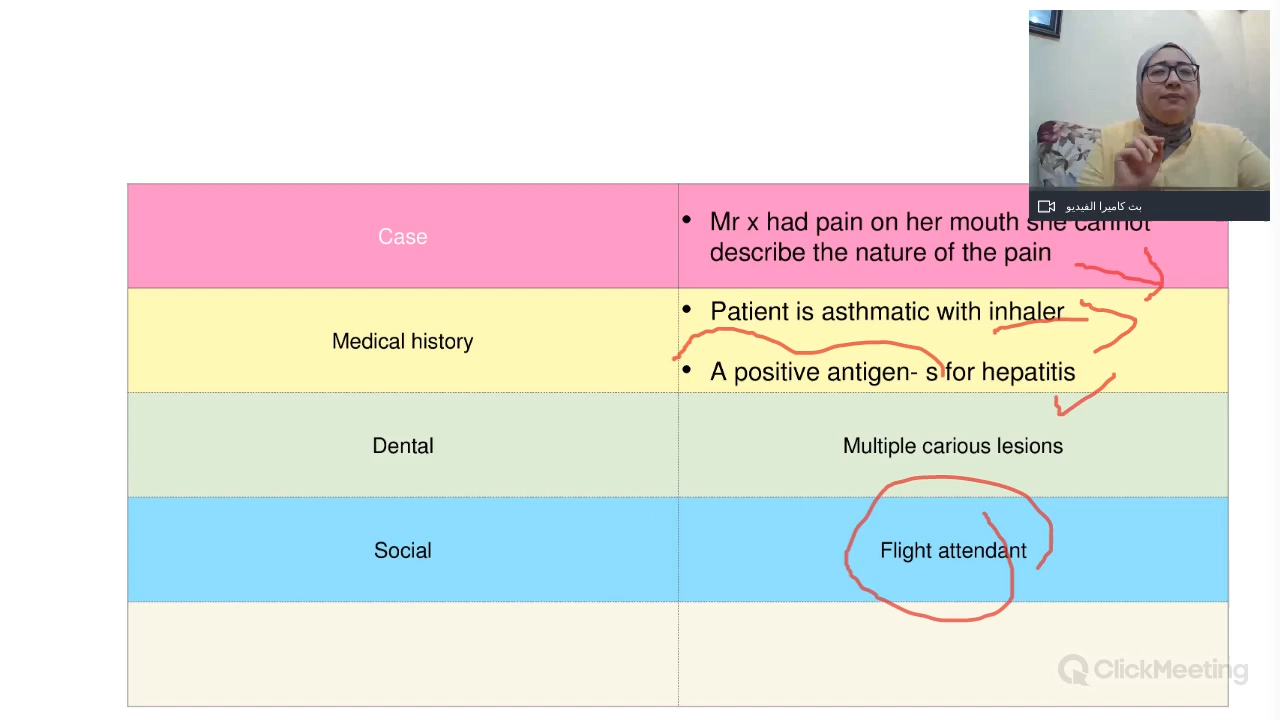 بث كاميرا الفيديو
Case
• Mr x had pain on her mouth she cannot
describe the nature of the pain
Medical history
• Patient is asthmatic with inhaler
• A positive antigen- s for hepatitis
Dental
Multiple carious lesions
Social
Flight attendant
ClickMeeting